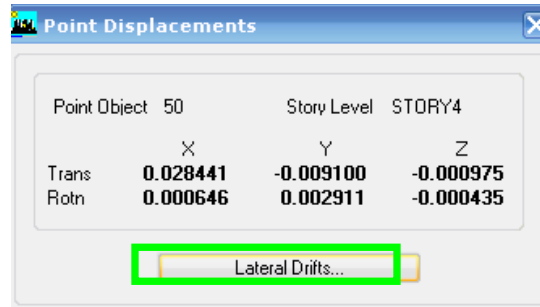 Point Displacements
Point Object 50 Story Level STORY4
X Y Z
Trans 0.028441 -0.009100 -0.000975
Rotn 0.000646 0.002911 -0.000435
Lateral Drifts...